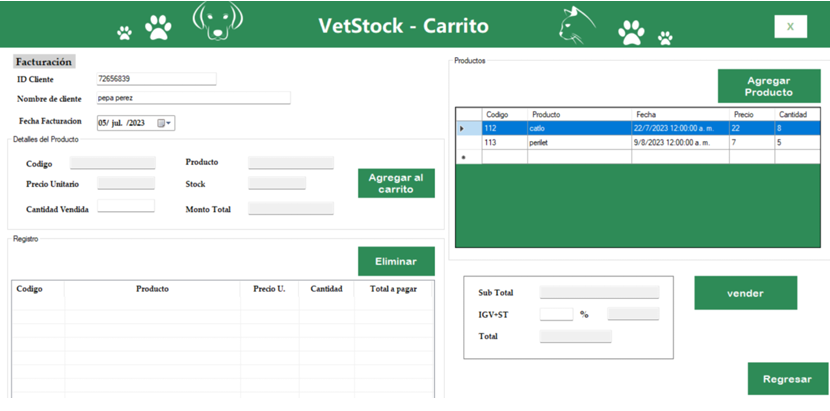 VetStock - Carrito
X
Facturación
ID Cliente 72656839
Nombre de cliente pepa perez
Fecha Facturacion 05/ jul. /2023
Detalles del Producto
Codigo Producto
Precio Unitario Stock
Cantidad Vendida Monto Total
Agregar al
carrito
Registro
Eliminar
Codigo Producto Precio U. Cantidad Total a pagar
Productos
Agregar
Producto
Codigo Producto Fecha Precio Cantidad
112 catlo 22/7/2023 12:00:00 a. m. 22 8
113 perilet 9/8/2023 12:00:00 a. m. 7 5
Sub Total
IGV+ST %
Total
vender
Regresar